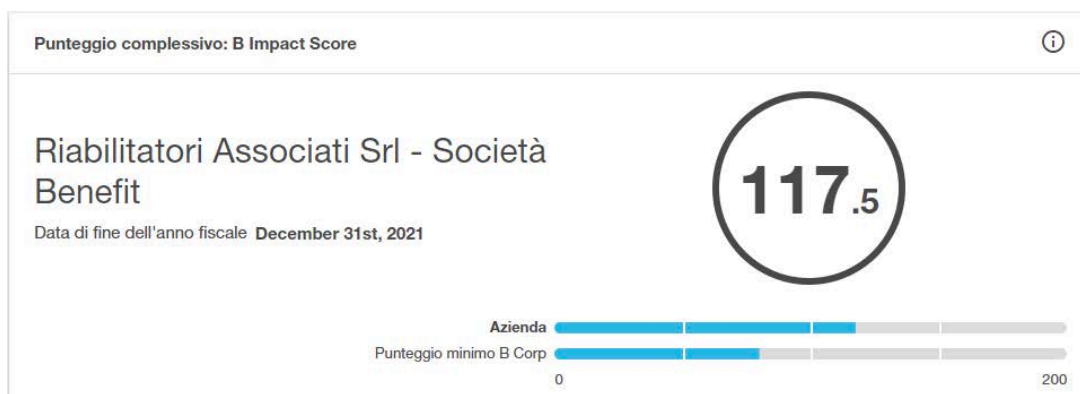 Punteggio complessivo: B Impact Score
Riabilitatori Associati Srl - Società
Benefit
Data di fine dell'anno fiscale December 31st, 2021
117.5
Azienda
Punteggio minimo B Corp
0 200